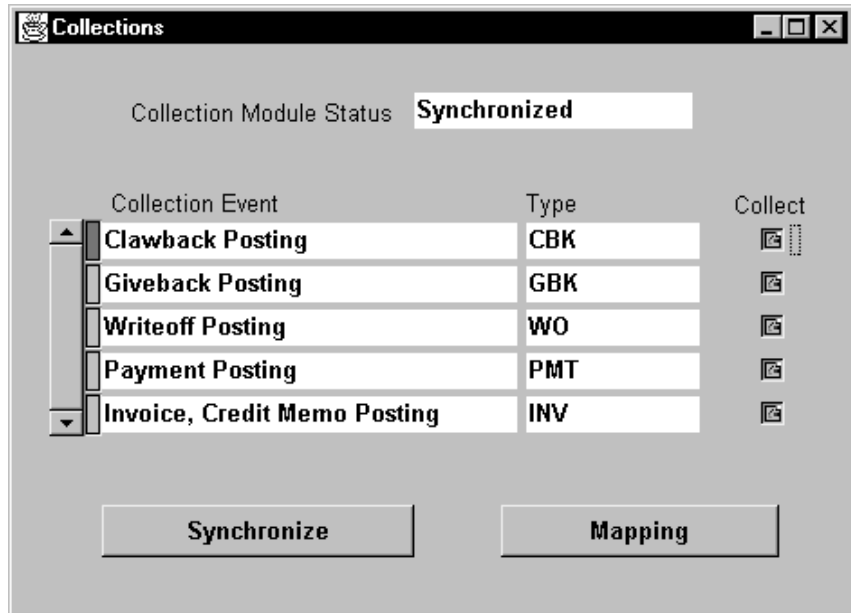 Collections
Collection Module Status Synchronized
Collection Event Type Collect
Clawback Posting CBK
Giveback Posting GBK
Writeoff Posting WO
Payment Posting PMT
Invoice, Credit Memo Posting INV
Synchronize Mapping